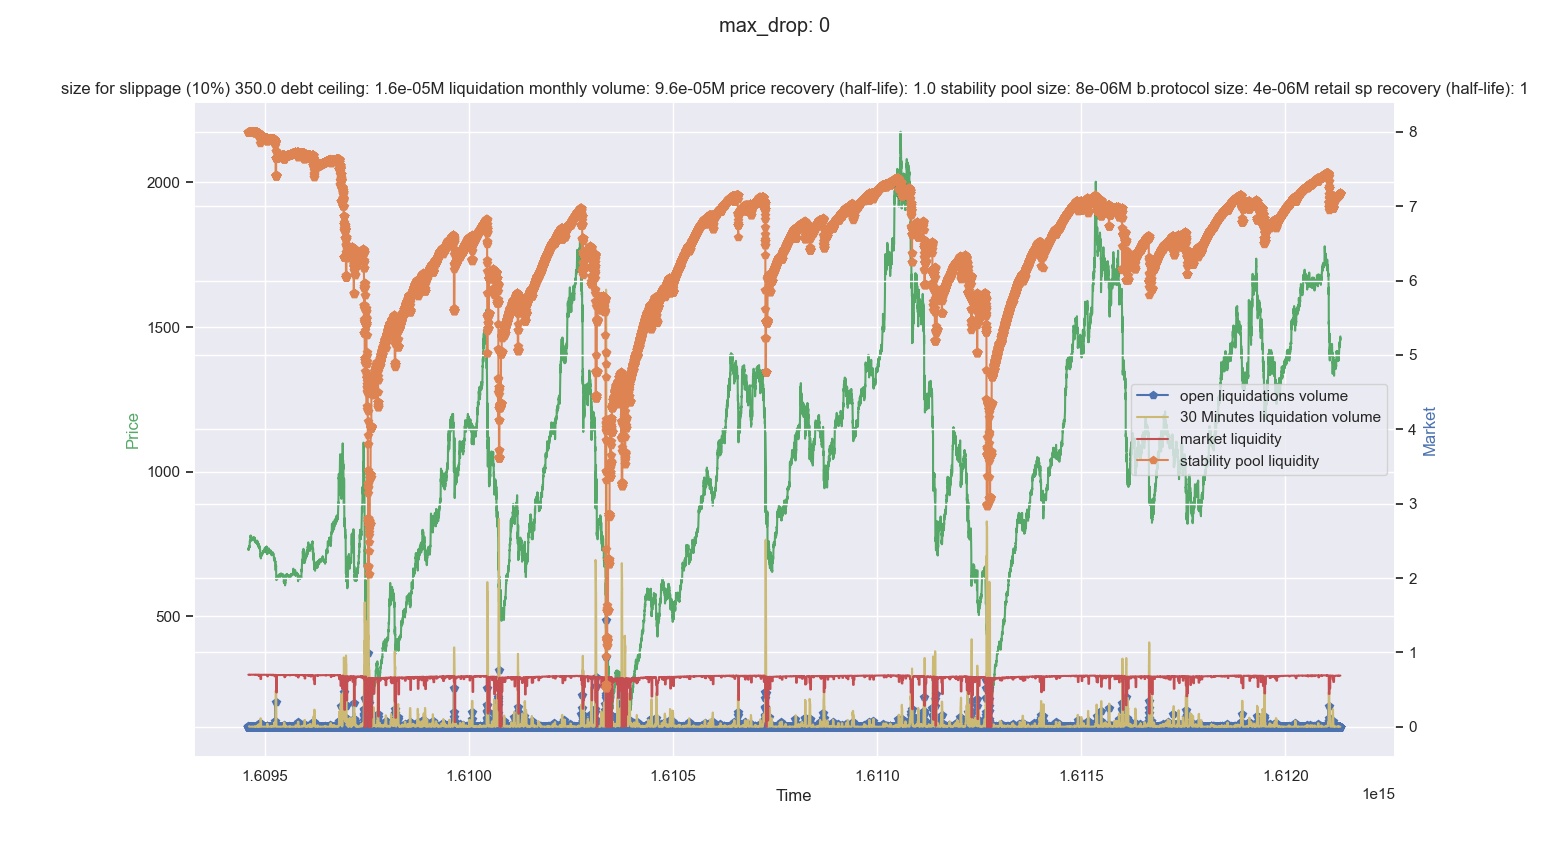 max_drop: 0
size for slippage (10%) 350.0 debt ceiling: 1.6e-05M liquidation monthly volume: 9.6e-05M price recovery (half-life): 1.0 stability pool size: 8e-06M b.protocol size: 4e-06M retail sp recovery (half-life): 1
2000
1500
1000
500
Price
8
7
6
5
4
3
2
1
0
Market
open liquidations volume
30 Minutes liquidation volume
market liquidity
stability pool liquidity
1.6095
1.6100
1.6105
1.6110
1.6115
1.6120
Time
1e15